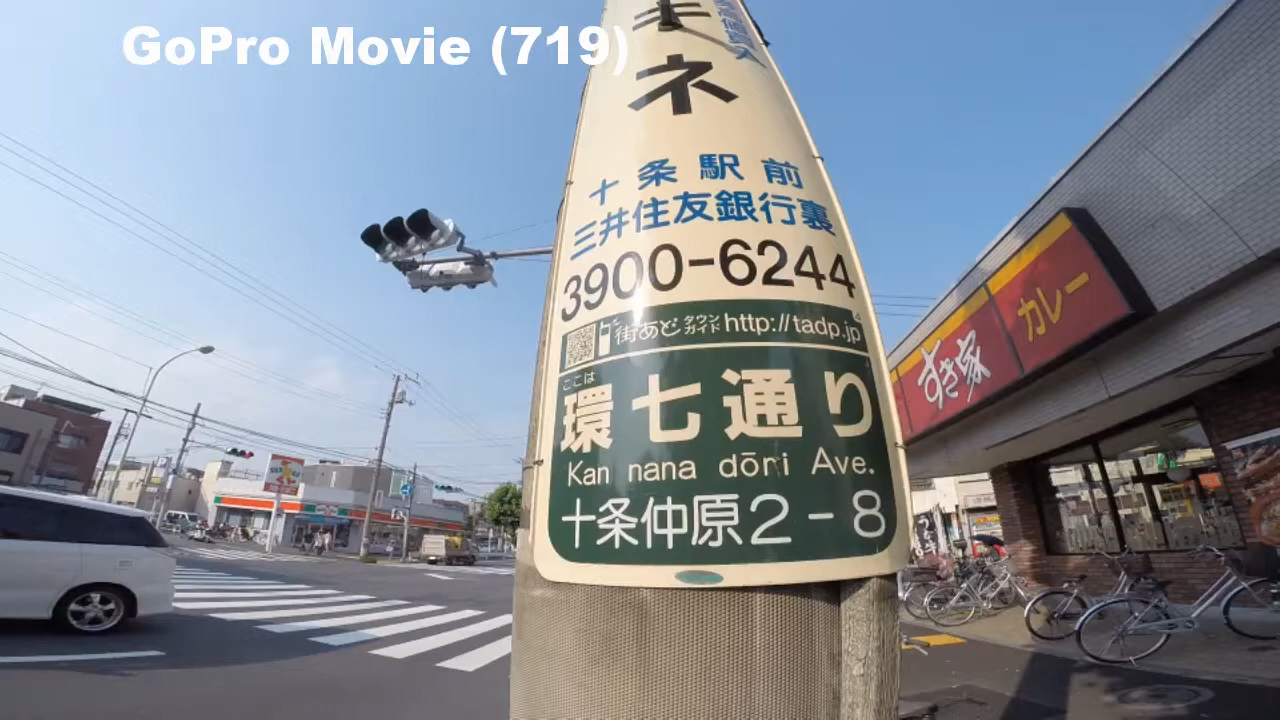 GoPro Movie (719)
キネ
十条駅前
三井住友銀行裏
3900-6244
街あどタウンガイド http://tadp.jp
ここは
環七通り
Kan nana dōri Ave.
十条仲原2-8
すき家
カレー